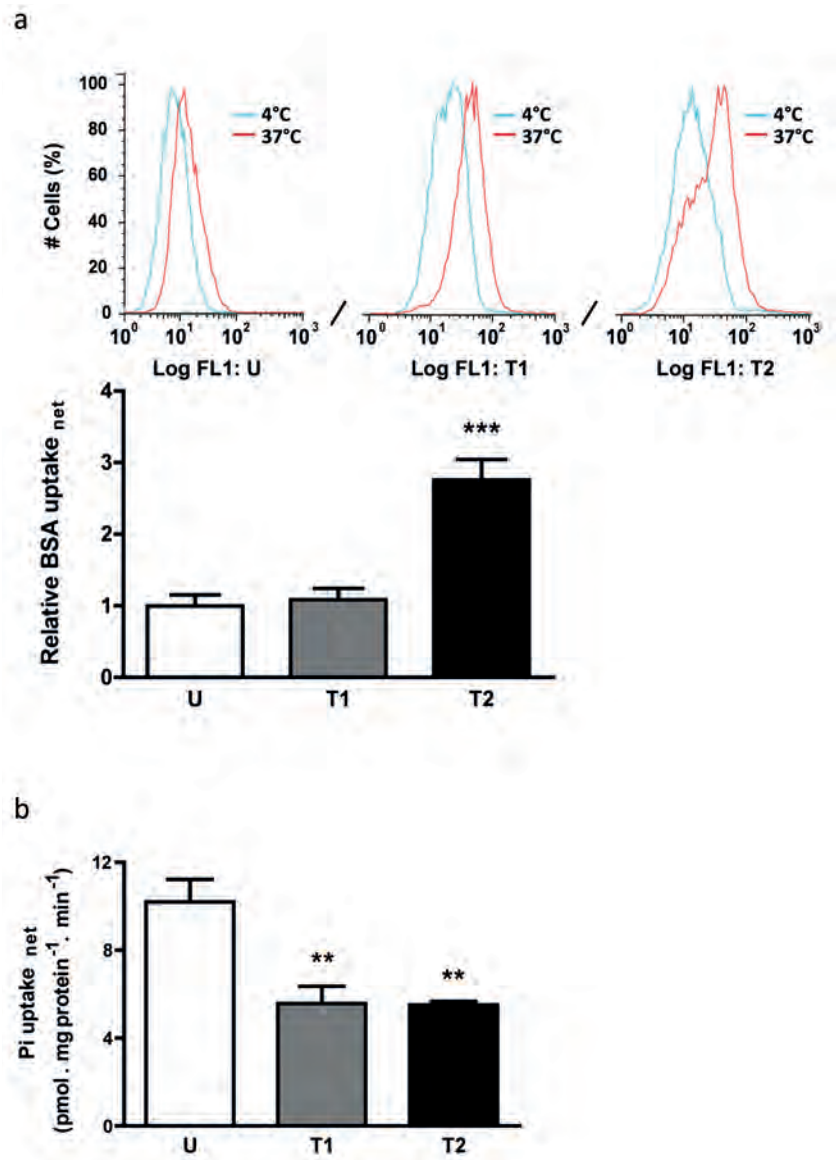 a
100
80
60
40
20
0
# Cells (%)
4°C
37°C
4°C
37°C
4°C
37°C
10⁰ 10¹ 10² 10³
10⁰ 10¹ 10² 10³
10⁰ 10¹ 10² 10³
/ /
Log FL1: U
Log FL1: T1
Log FL1: T2
Relative BSA uptake net
4
3
2
1
0
***
U T1 T2
b
Pi uptake net
(pmol . mg protein⁻¹ . min⁻¹)
12
8
4
0
** **
U T1 T2